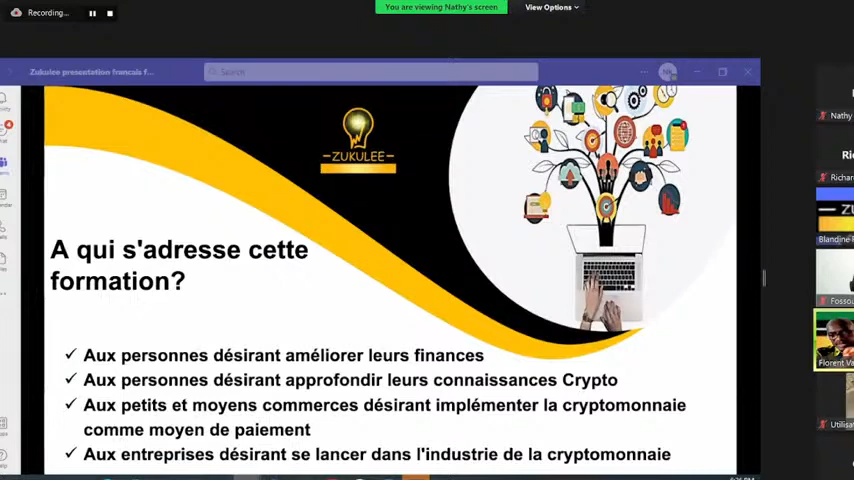 Recording...
You are viewing Nathy's screen
View Options
Zukulee presentation francais f...
Search
ZUKULEE
A qui s'adresse cette
formation?
Aux personnes désirant améliorer leurs finances
Aux personnes désirant approfondir leurs connaissances Crypto
Aux petits et moyens commerces désirant implémenter la cryptomonnaie
comme moyen de paiement
Aux entreprises désirant se lancer dans l'industrie de la cryptomonnaie
Nathy
Richard
Blandine
Fossou
Florent Va
Utilisat